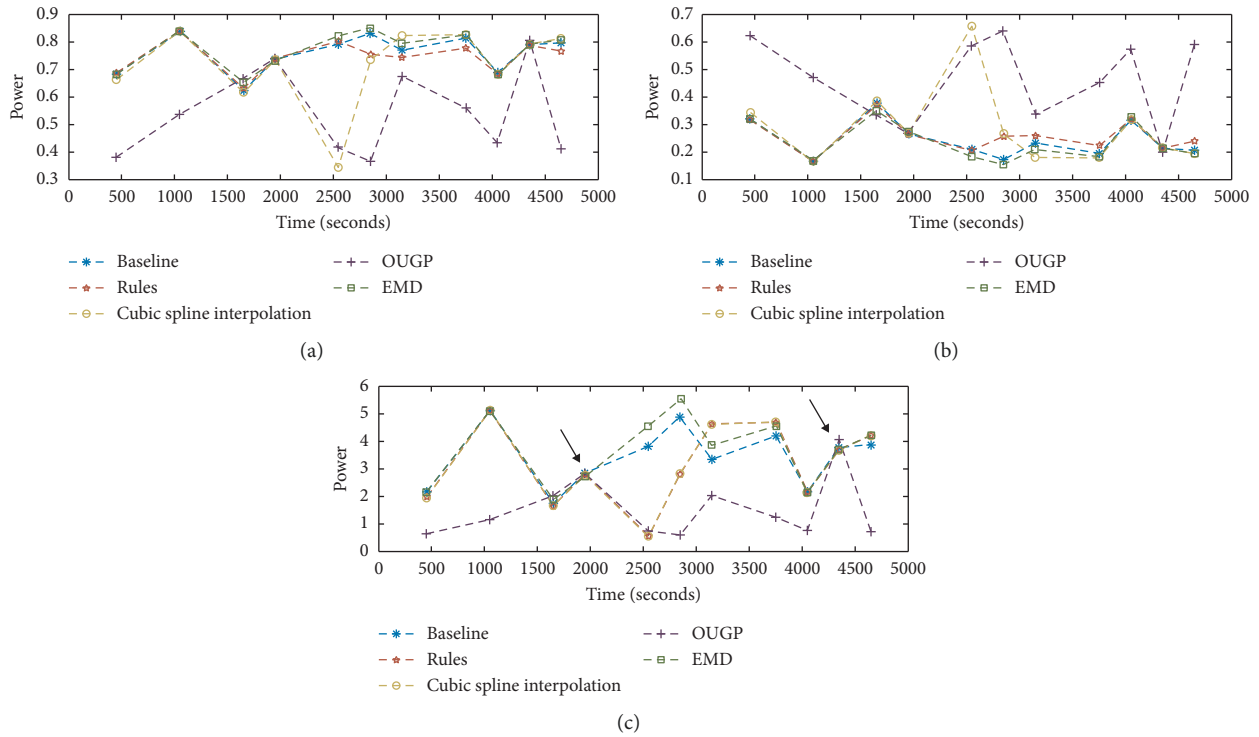 0.9
0.8
0.7
0.6
0.5
0.4
0.3
Power
500 1000 1500 2000 2500 3000 3500 4000 4500 5000
Time (seconds)
Baseline
Rules
Cubic spline interpolation
OUGP
EMD
(a)
0.7
0.6
0.5
0.4
0.3
0.2
0.1
Power
0 500 1000 1500 2000 2500 3000 3500 4000 4500 5000
Time (seconds)
Baseline
Rules
Cubic spline interpolation
OUGP
EMD
(b)
6
5
4
3
2
1
0
Power
0 500 1000 1500 2000 2500 3000 3500 4000 4500 5000
Time (seconds)
Baseline
Rules
Cubic spline interpolation
OUGP
EMD
(c)